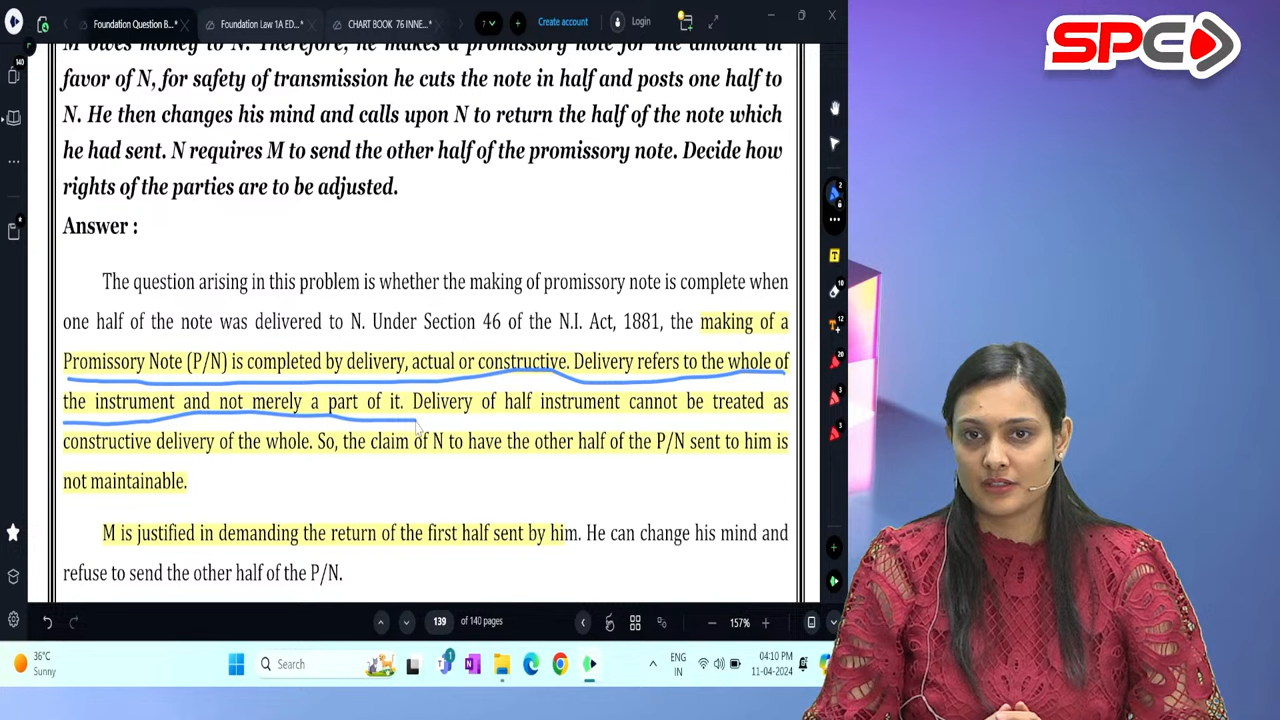 Foundation Question B...*
Foundation Law 1A ED...*
CHART BOOK 76 INNE...*
7
Create account
Login
140
M owes money to N. Therefore, he makes a promissory note for the amount in
favor of N, for safety of transmission he cuts the note in half and posts one half to
N. He then changes his mind and calls upon N to return the half of the note which
he had sent. N requires M to send the other half of the promissory note. Decide how
rights of the parties are to be adjusted.
Answer :
The question arising in this problem is whether the making of promissory note is complete when
one half of the note was delivered to N. Under Section 46 of the N.I. Act, 1881, the making of a
Promissory Note (P/N) is completed by delivery, actual or constructive. Delivery refers to the whole of
the instrument and not merely a part of it. Delivery of half instrument cannot be treated as
constructive delivery of the whole. So, the claim of N to have the other half of the P/N sent to him is
not maintainable.
M is justified in demanding the return of the first half sent by him. He can change his mind and
refuse to send the other half of the P/N.
2
10
12
20
3
3
139 of 140 pages
157%
36°C
Sunny
Search
1
ENG
IN
04:10 PM
11-04-2024
SPC